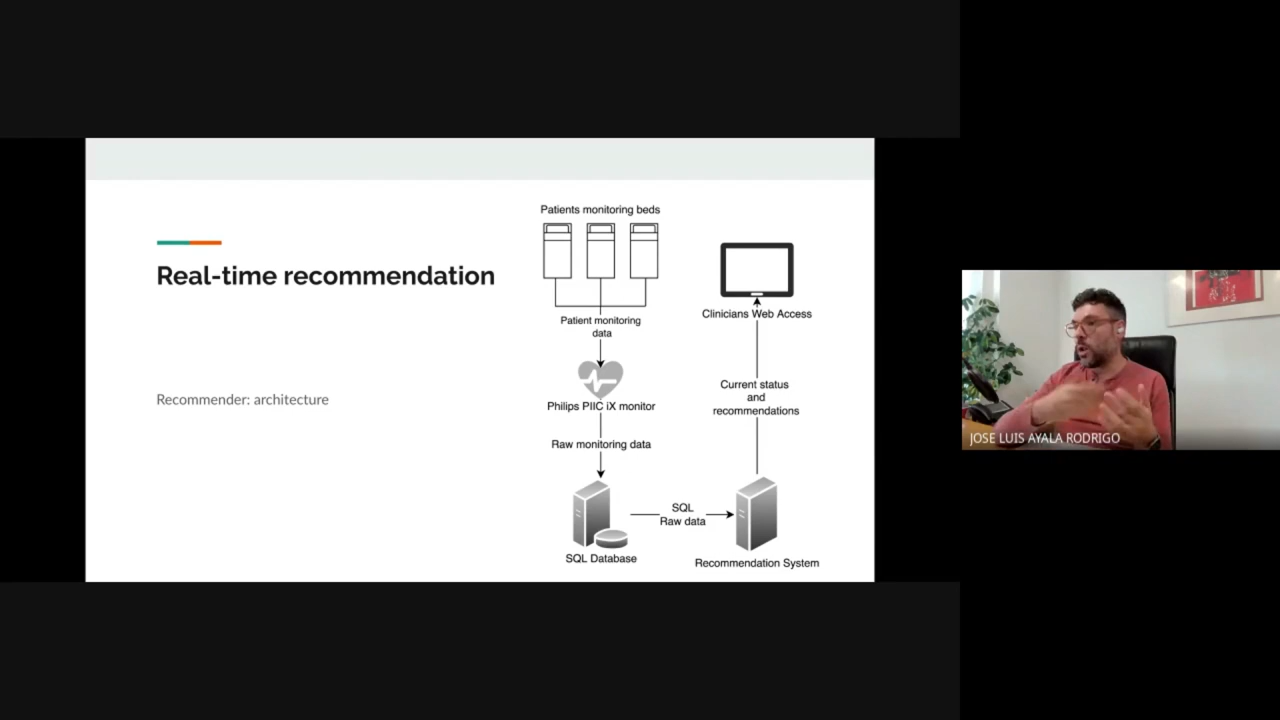 Real-time recommendation
Recommender: architecture
Patients monitoring beds
Patient monitoring
data
Philips PIIC iX monitor
Raw monitoring data
SQL Database
SQL
Raw data
Recommendation System
Current status
and
recommendations
Clinicians Web Access
JOSE LUIS AYALA RODRIGO